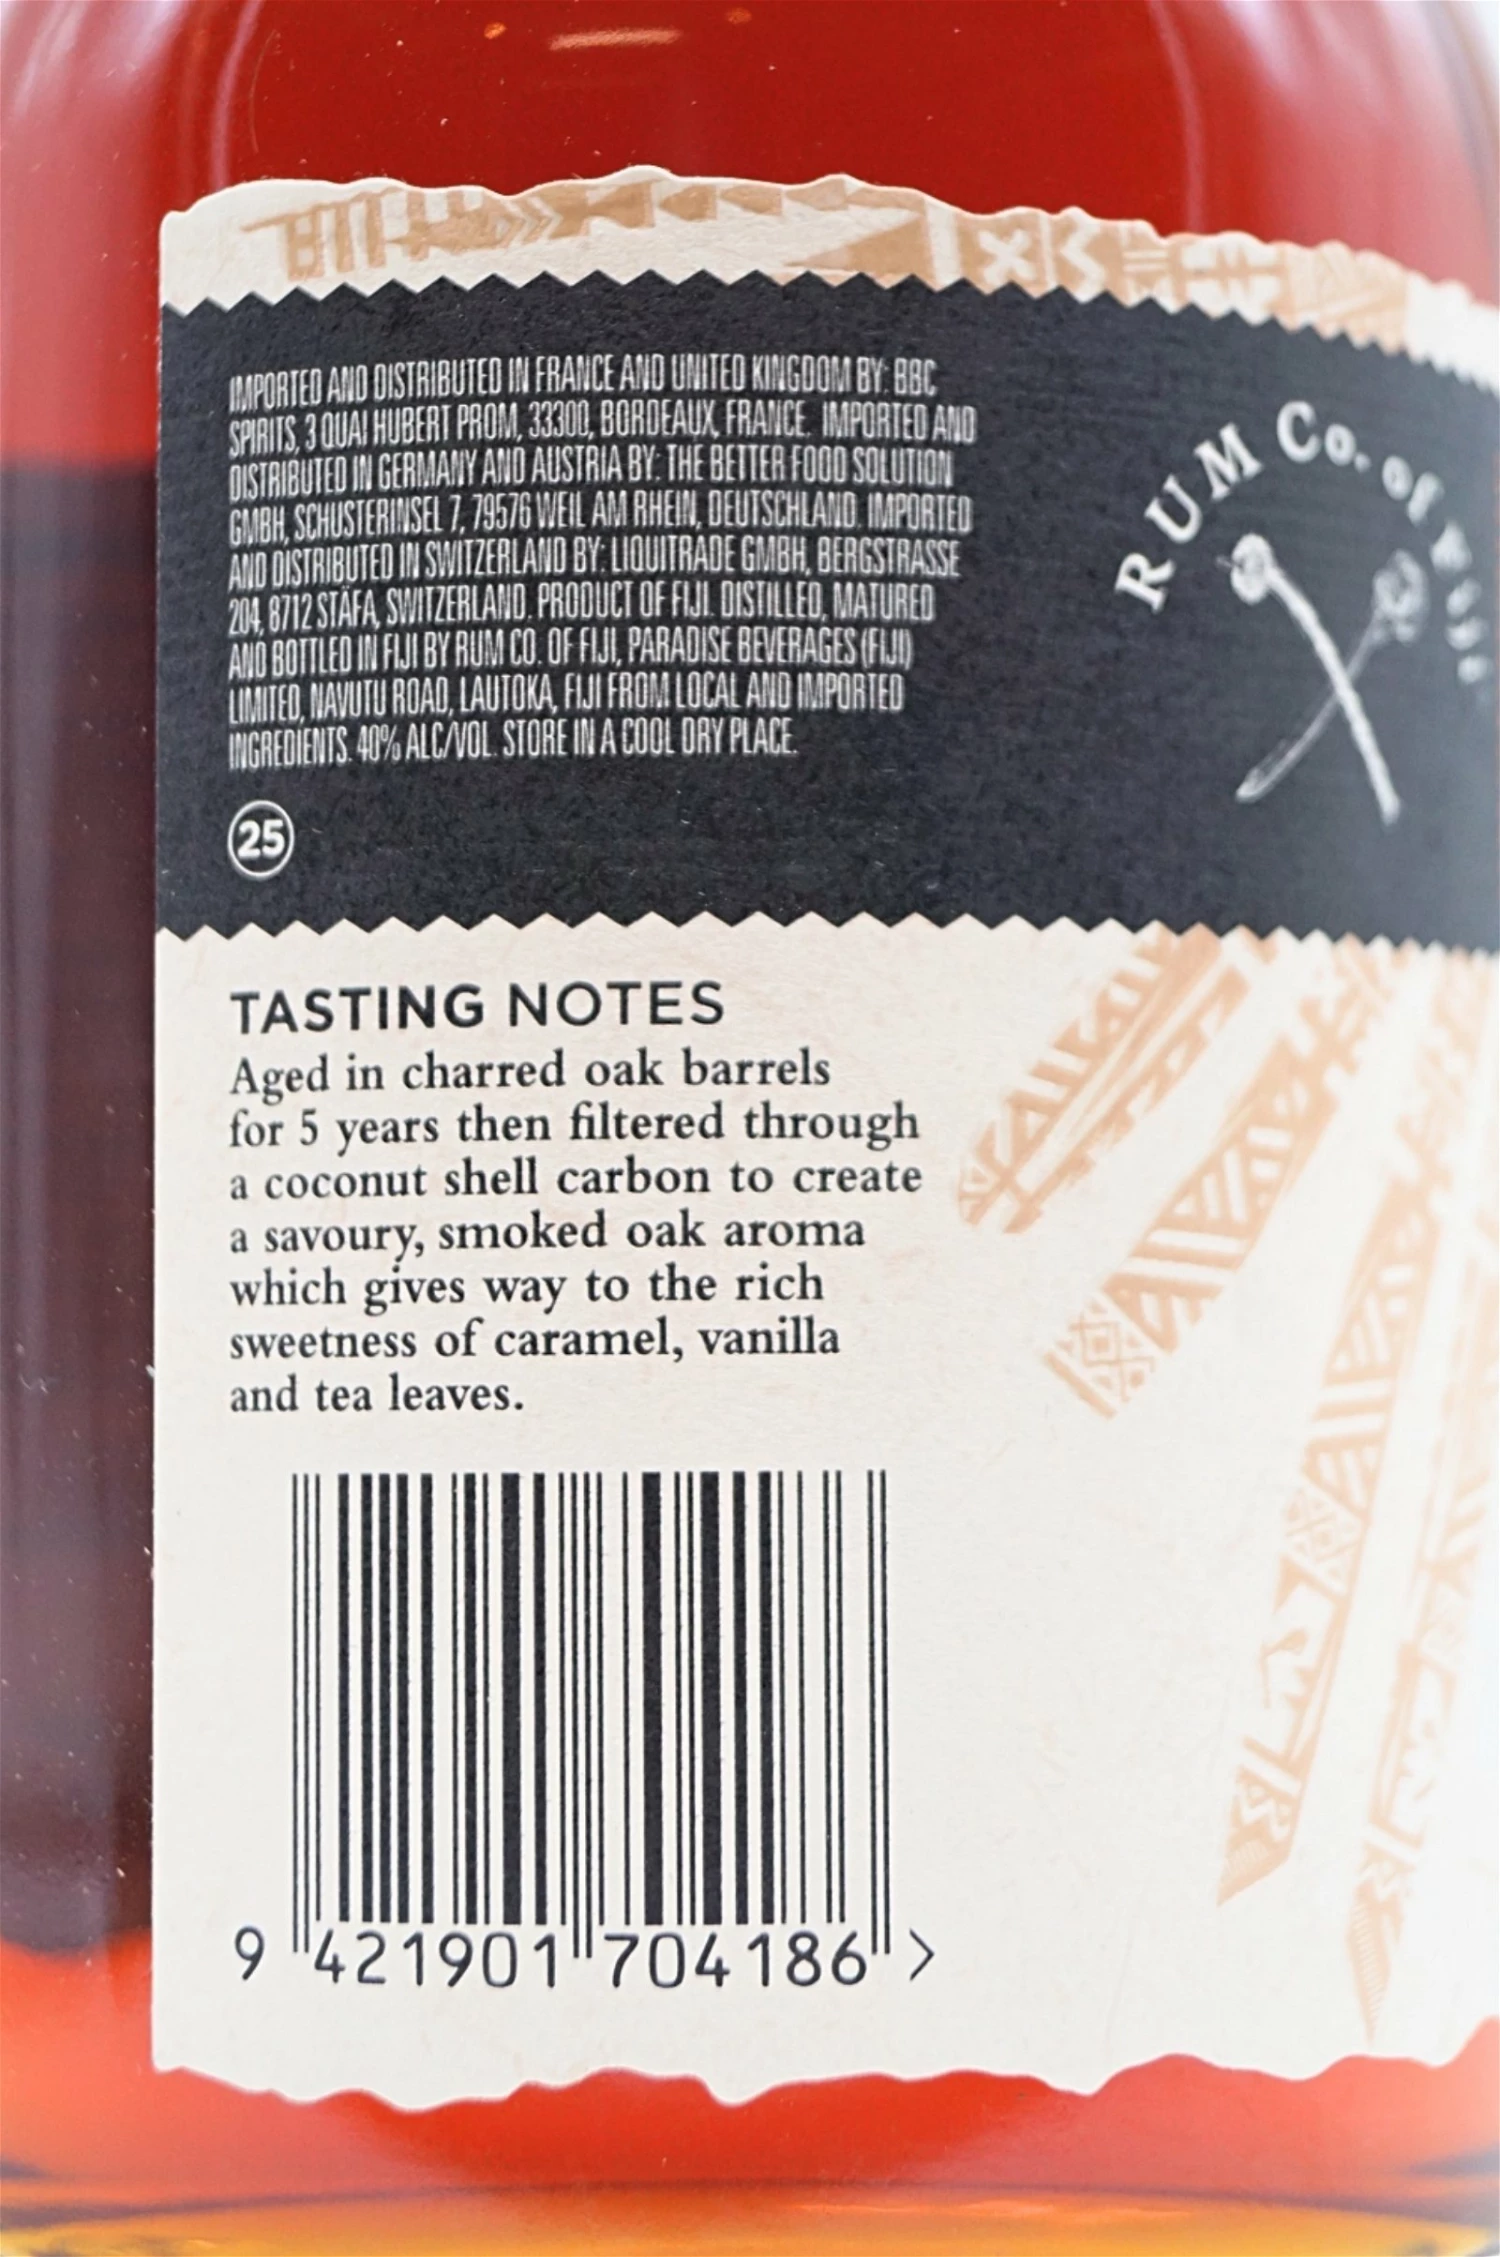 IMPORTED AND DISTRIBUTED IN FRANCE AND UNITED KINGDOM BY: BBC
SPIRITS, 3 QUAI HUBERT PROM, 33300, BORDEAUX, FRANCE. IMPORTED AND
DISTRIBUTED IN GERMANY AND AUSTRIA BY: THE BETTER FOOD SOLUTION
GMBH, SCHUSTERINSEL 7, 79576 WEIL AM RHEIN, DEUTSCHLAND. IMPORTED
AND DISTRIBUTED IN SWITZERLAND BY: LIQUITRADE GMBH, BERGSTRASSE
204, 8712 STÄFA, SWITZERLAND. PRODUCT OF FIJI. DISTILLED, MATURED
AND BOTTLED IN FIJI BY RUM CO. OF FIJI, PARADISE BEVERAGES (FIJI)
LIMITED, NAVUTU ROAD, LAUTOKA, FIJI FROM LOCAL AND IMPORTED
INGREDIENTS. 40% ALC/VOL. STORE IN A COOL DRY PLACE.
25
RUM Co. of
TASTING NOTES
Aged in charred oak barrels
for 5 years then filtered through
a coconut shell carbon to create
a savoury, smoked oak aroma
which gives way to the rich
sweetness of caramel, vanilla
and tea leaves.
9 421901 704186 >